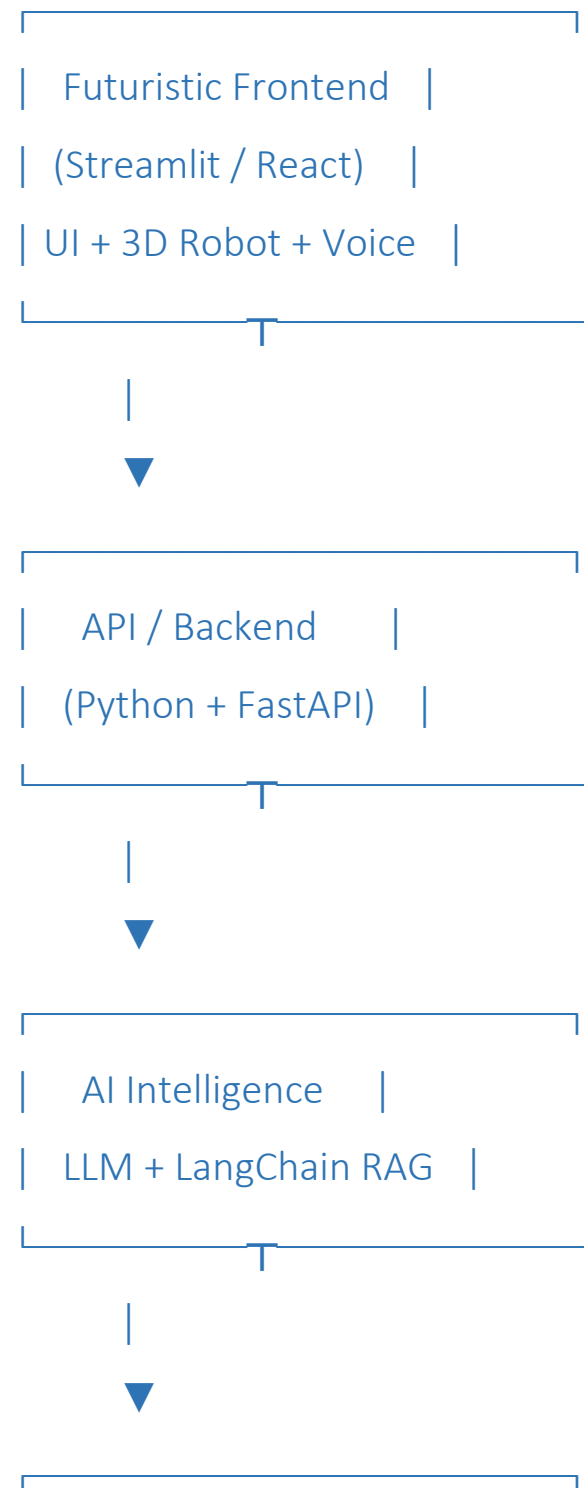 ┌──────────────────┐
│ Futuristic Frontend │
│ (Streamlit / React) │
│ UI + 3D Robot + Voice │
└───────┬──────────
│
▼
┌──────────────────┐
│ API / Backend │
│ (Python + FastAPI) │
└───────┬──────────
│
▼
┌──────────────────┐
│ AI Intelligence │
│ LLM + LangChain RAG │
└───────┬──────────
│
▼
┌──────────────────┐